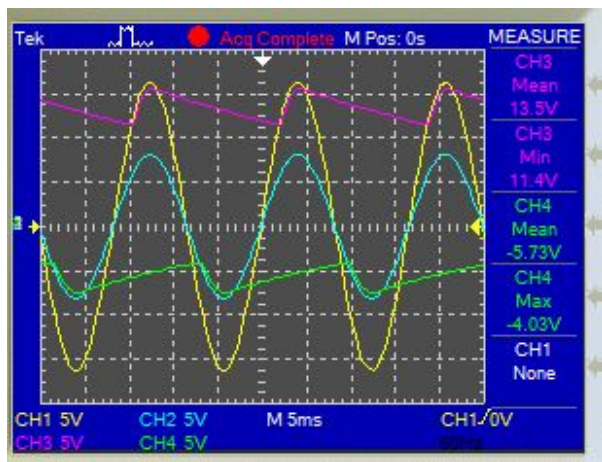 Tek Acq Complete M Pos: 0s MEASURE
CH3
Mean
13.5V
CH3
Min
11.4V
CH4
Mean
-5.73V
CH4
Max
-4.03V
CH1
None
CH1 5V CH2 5V M 5ms CH1 0V
CH3 5V CH4 5V